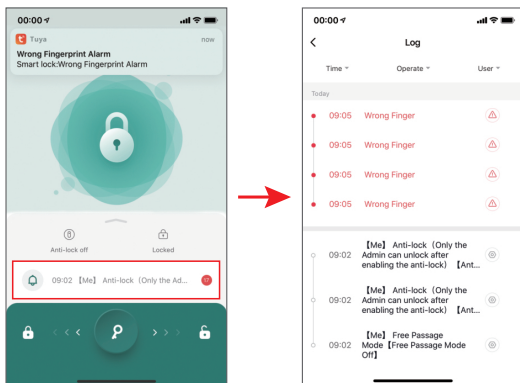 00:00
Tuya
now
Wrong Fingerprint Alarm
Smart lock:Wrong Fingerprint Alarm
Anti-lock off
Locked
09:02 【Me】 Anti-lock（Only the Ad...
17
00:00
Log
Time
Operate
User
Today
09:05 Wrong Finger
09:05 Wrong Finger
09:05 Wrong Finger
09:05 Wrong Finger
【Me】 Anti-lock（Only the
09:02 Admin can unlock after
enabling the anti-lock） 【Ant...
【Me】 Anti-lock（Only the
09:02 Admin can unlock after
enabling the anti-lock） 【Ant...
【Me】 Free Passage
09:02 Mode【Free Passage Mode
Off】